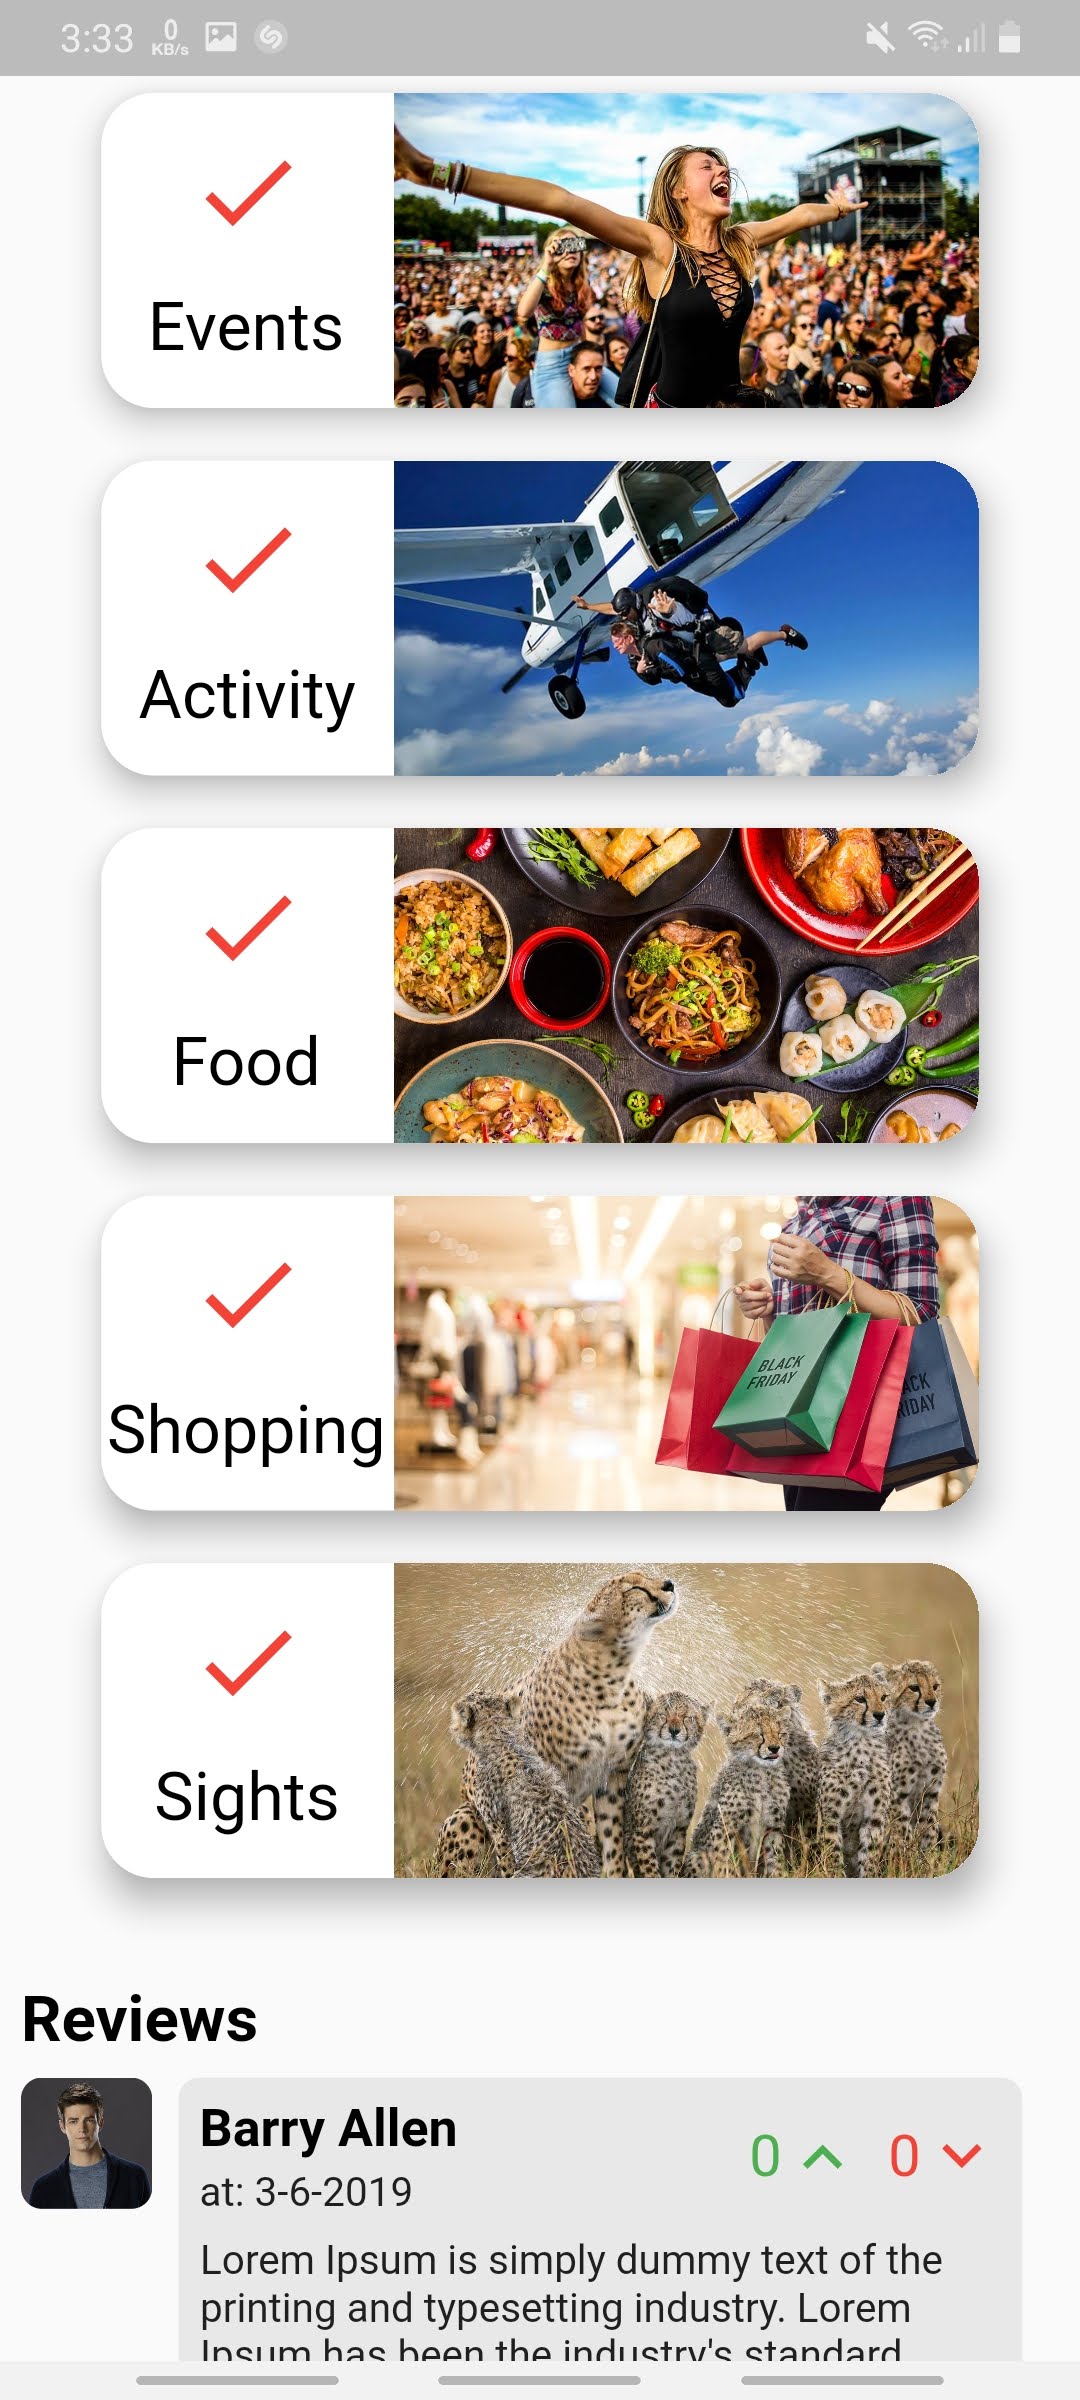 3:33
0
KB/s
Events
Activity
Food
Shopping
BLACK
FRIDAY
Sights
Reviews
Barry Allen
0
0
at: 3-6-2019
Lorem Ipsum is simply dummy text of the
printing and typesetting industry. Lorem
Ipsum has been the industry's standard